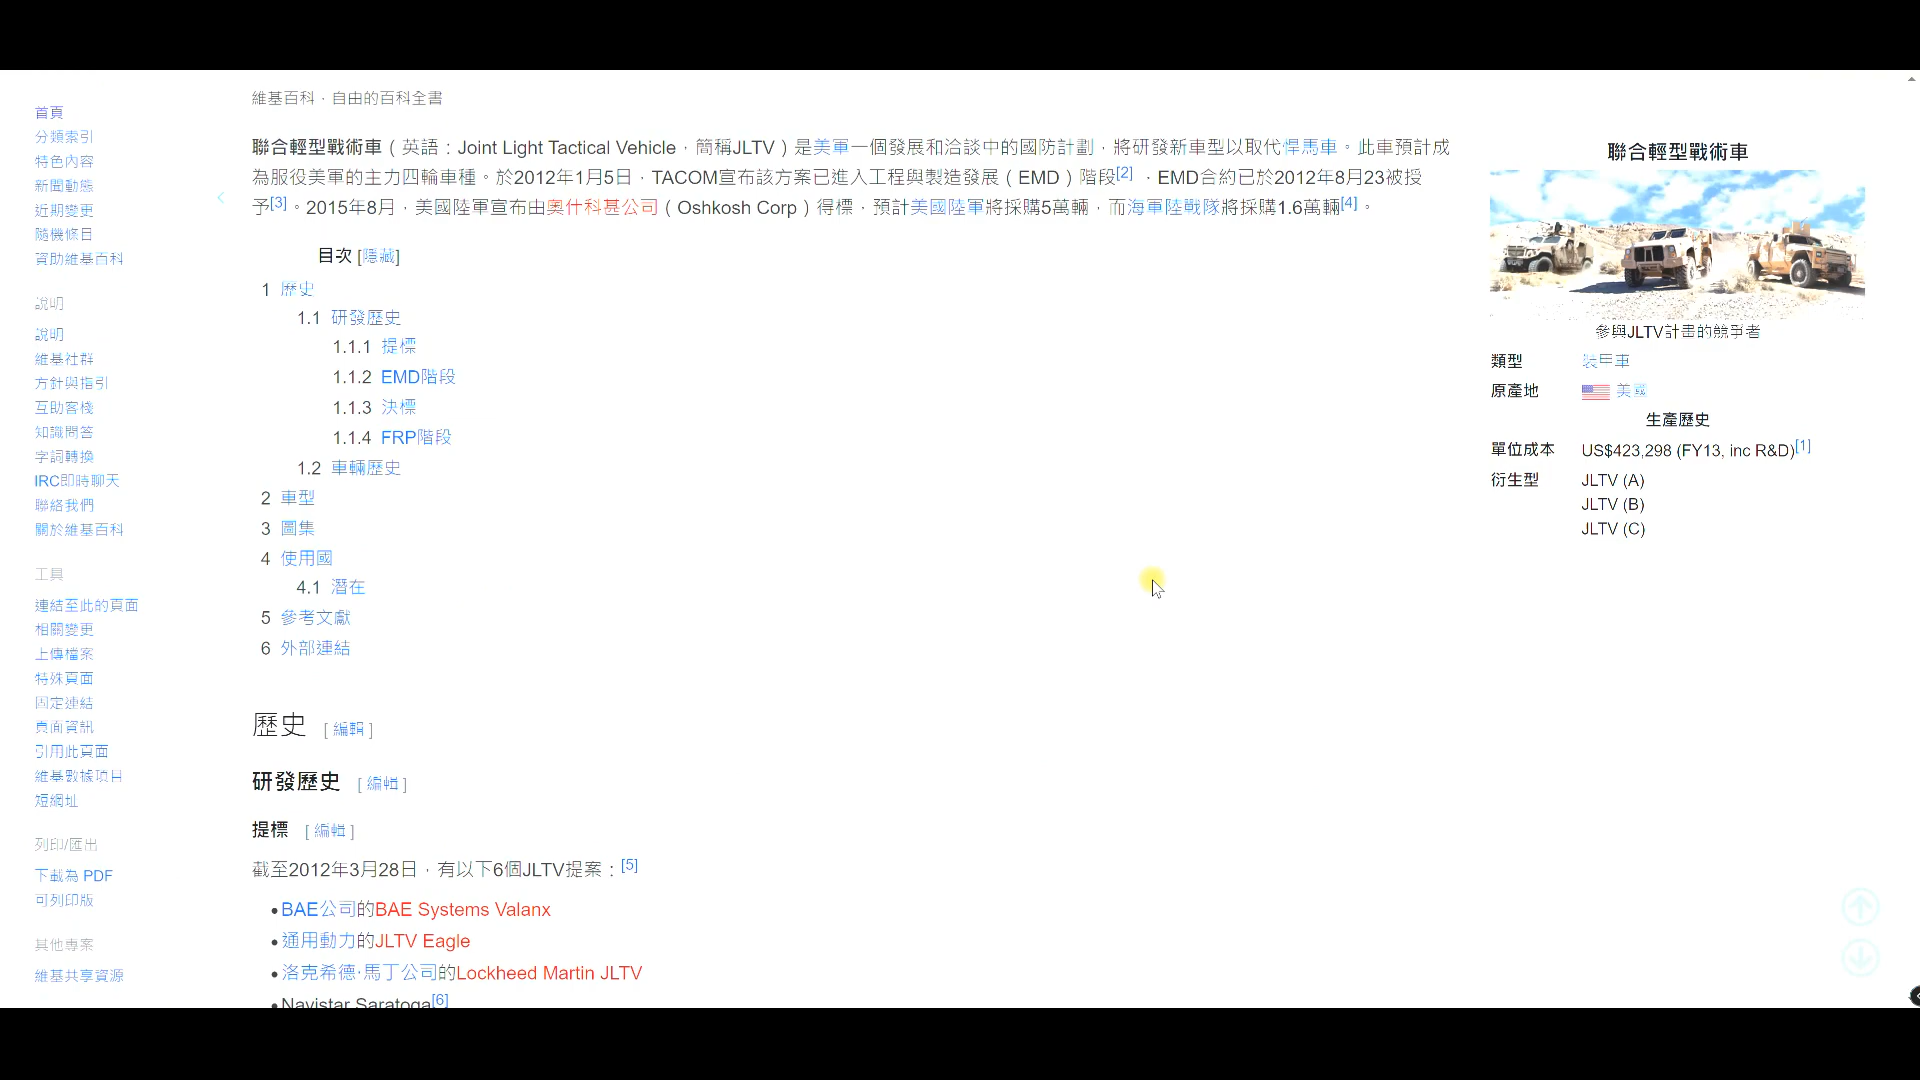 首頁
分類索引
特色內容
新聞動態
近期變更
隨機條目
資助維基百科
說明
說明
維基社群
方針與指引
互助客棧
知識問答
字詞轉換
IRC即時聊天
聯絡我們
關於維基百科
工具
連結至此的頁面
相關變更
上傳檔案
特殊頁面
固定連結
頁面資訊
引用此頁面
維基數據項目
短網址
列印/匯出
下載為 PDF
可列印版
其他專案
維基共享資源
維基百科，自由的百科全書
聯合輕型戰術車（英語：Joint Light Tactical Vehicle，簡稱JLTV）是美軍一個發展和洽談中的國防計劃，將研發新車型以取代悍馬車。此車預計成
為服役美軍的主力四輪車種。於2012年1月5日，TACOM宣布該方案已進入工程與製造發展（EMD）階段[2]，EMD合約已於2012年8月23被授
予[3]。2015年8月，美國陸軍宣布由奧什科甚公司（Oshkosh Corp）得標，預計美國陸軍將採購5萬輛，而海軍陸戰隊將採購1.6萬輛[4]。
目次 [隱藏]
1 歷史
1.1 研發歷史
1.1.1 提標
1.1.2 EMD階段
1.1.3 決標
1.1.4 FRP階段
1.2 車輛歷史
2 車型
3 圖集
4 使用國
4.1 潛在
5 參考文獻
6 外部連結
歷史 [編輯]
研發歷史 [編輯]
提標 [編輯]
截至2012年3月28日，有以下6個JLTV提案：[5]
•BAE公司的BAE Systems Valanx
•通用動力的JLTV Eagle
•洛克希德·馬丁公司的Lockheed Martin JLTV
•Navistar Saratoga[6]
聯合輕型戰術車
參與JLTV計畫的競爭者
類型 裝甲車
原產地 美國
生產歷史
單位成本 US$423,298 (FY13, inc R&D)[1]
衍生型 JLTV (A)
JLTV (B)
JLTV (C)